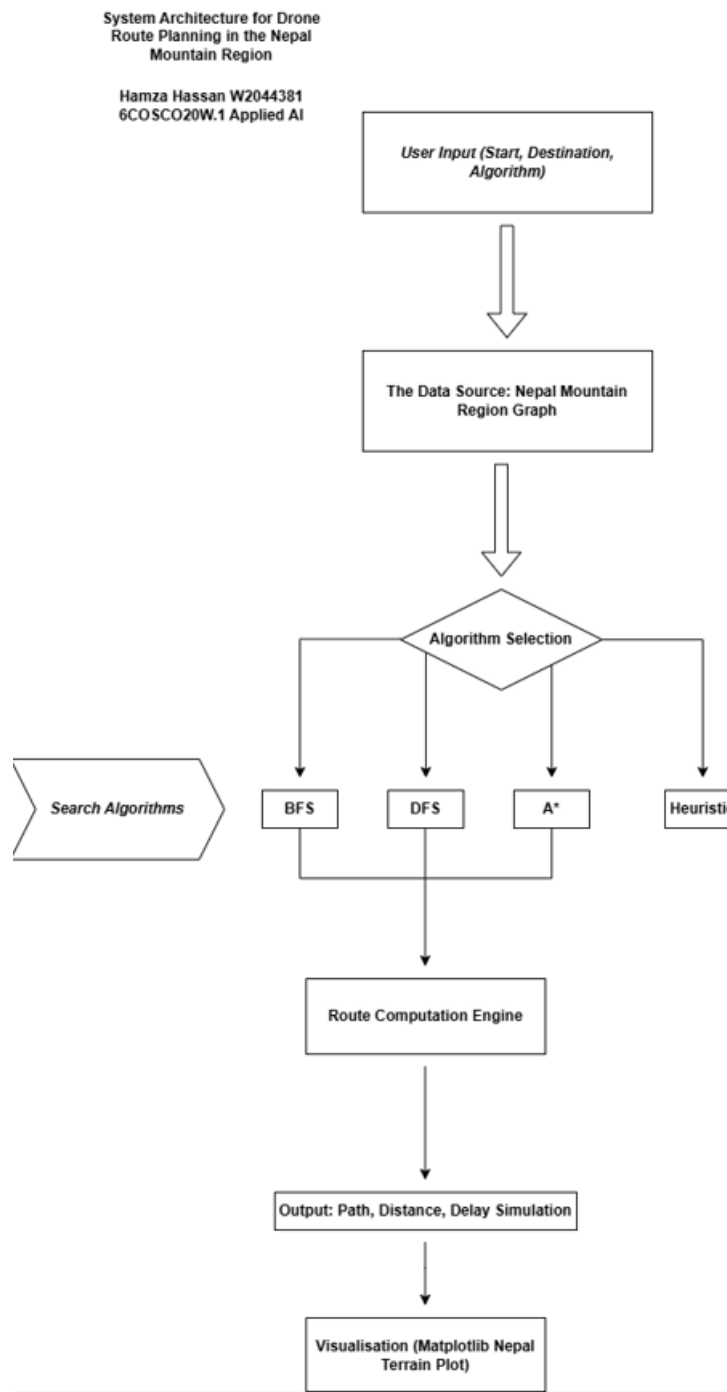 System Architecture for Drone
Route Planning in the Nepal
Mountain Region
Hamza Hassan W2044381
6COSCO20W.1 Applied AI
User Input (Start, Destination,
Algorithm)
The Data Source: Nepal Mountain
Region Graph
Algorithm Selection
Search Algorithms
BFS
DFS
A*
Heuristic
Route Computation Engine
Output: Path, Distance, Delay Simulation
Visualisation (Matplotlib Nepal
Terrain Plot)